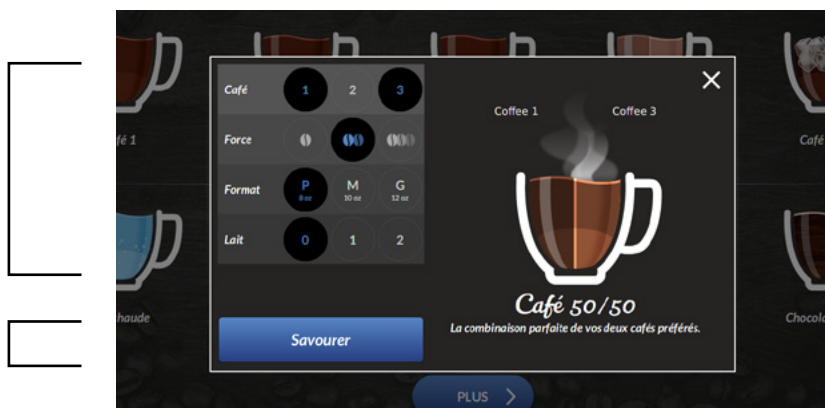 Café 1 2 3
Force
Format P 8 oz M 10 oz G 12 oz
Lait 0 1 2
Savourer
Coffee 1 Coffee 3
Café 50/50
La combinaison parfaite de vos deux cafés préférés.
fé 1
Café
haude
Chocola
PLUS